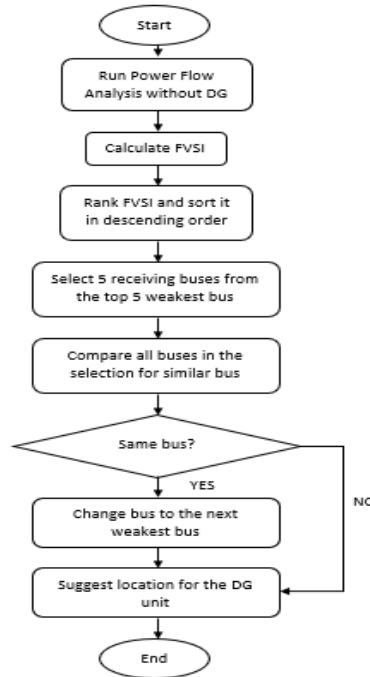 Start
Run Power Flow
Analysis without DG
Calculate FVSI
Rank FVSI and sort it
in descending order
Select 5 receiving buses from
the top 5 weakest bus
Compare all buses in the
selection for similar bus
Same bus?
YES
NO
Change bus to the next
weakest bus
Suggest location for the DG
unit
End